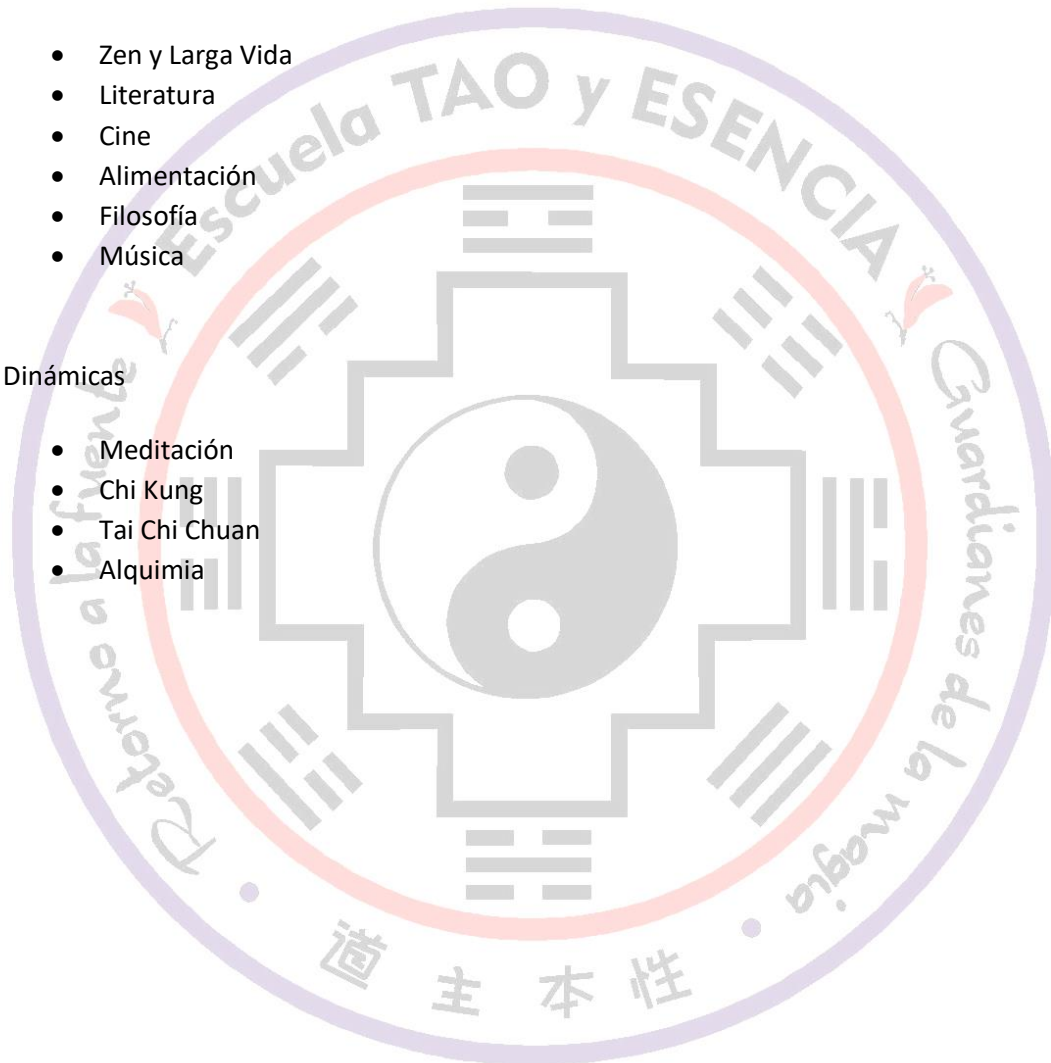 • Zen y Larga Vida
• Literatura
• Cine
• Alimentación
• Filosofía
• Música
Dinámicas
• Meditación
• Chi Kung
• Tai Chi Chuan
• Alquimia
Escuela TAO y ESENCIA
Retorno a la fuente
Guardianes de la magia
道 主 本 性